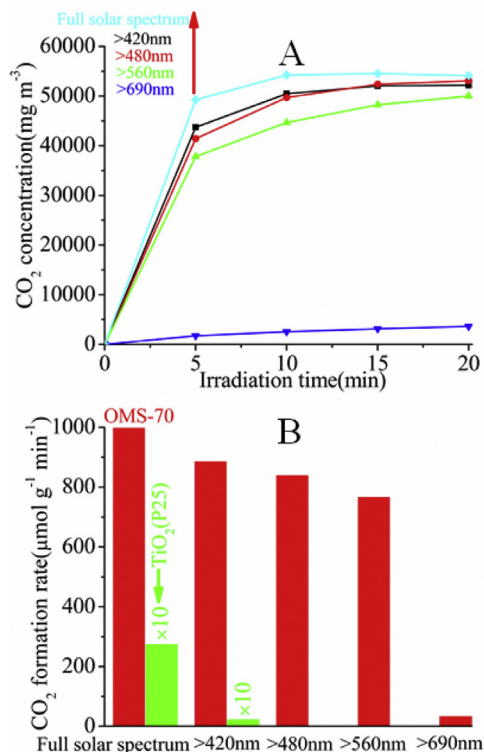 Full solar spectrum
>420nm
>480nm
>560nm
>690nm
A
CO₂ concentration(mg m⁻³)
60000
50000
40000
30000
20000
10000
0
0 5 10 15 20
Irradiation time(min)
OMS-70
B
CO₂ formation rate(μmol g⁻¹ min⁻¹)
1000
800
600
400
200
0
×10
TiO₂(P25)
×10
Full solar spectrum >420nm >480nm >560nm >690nm